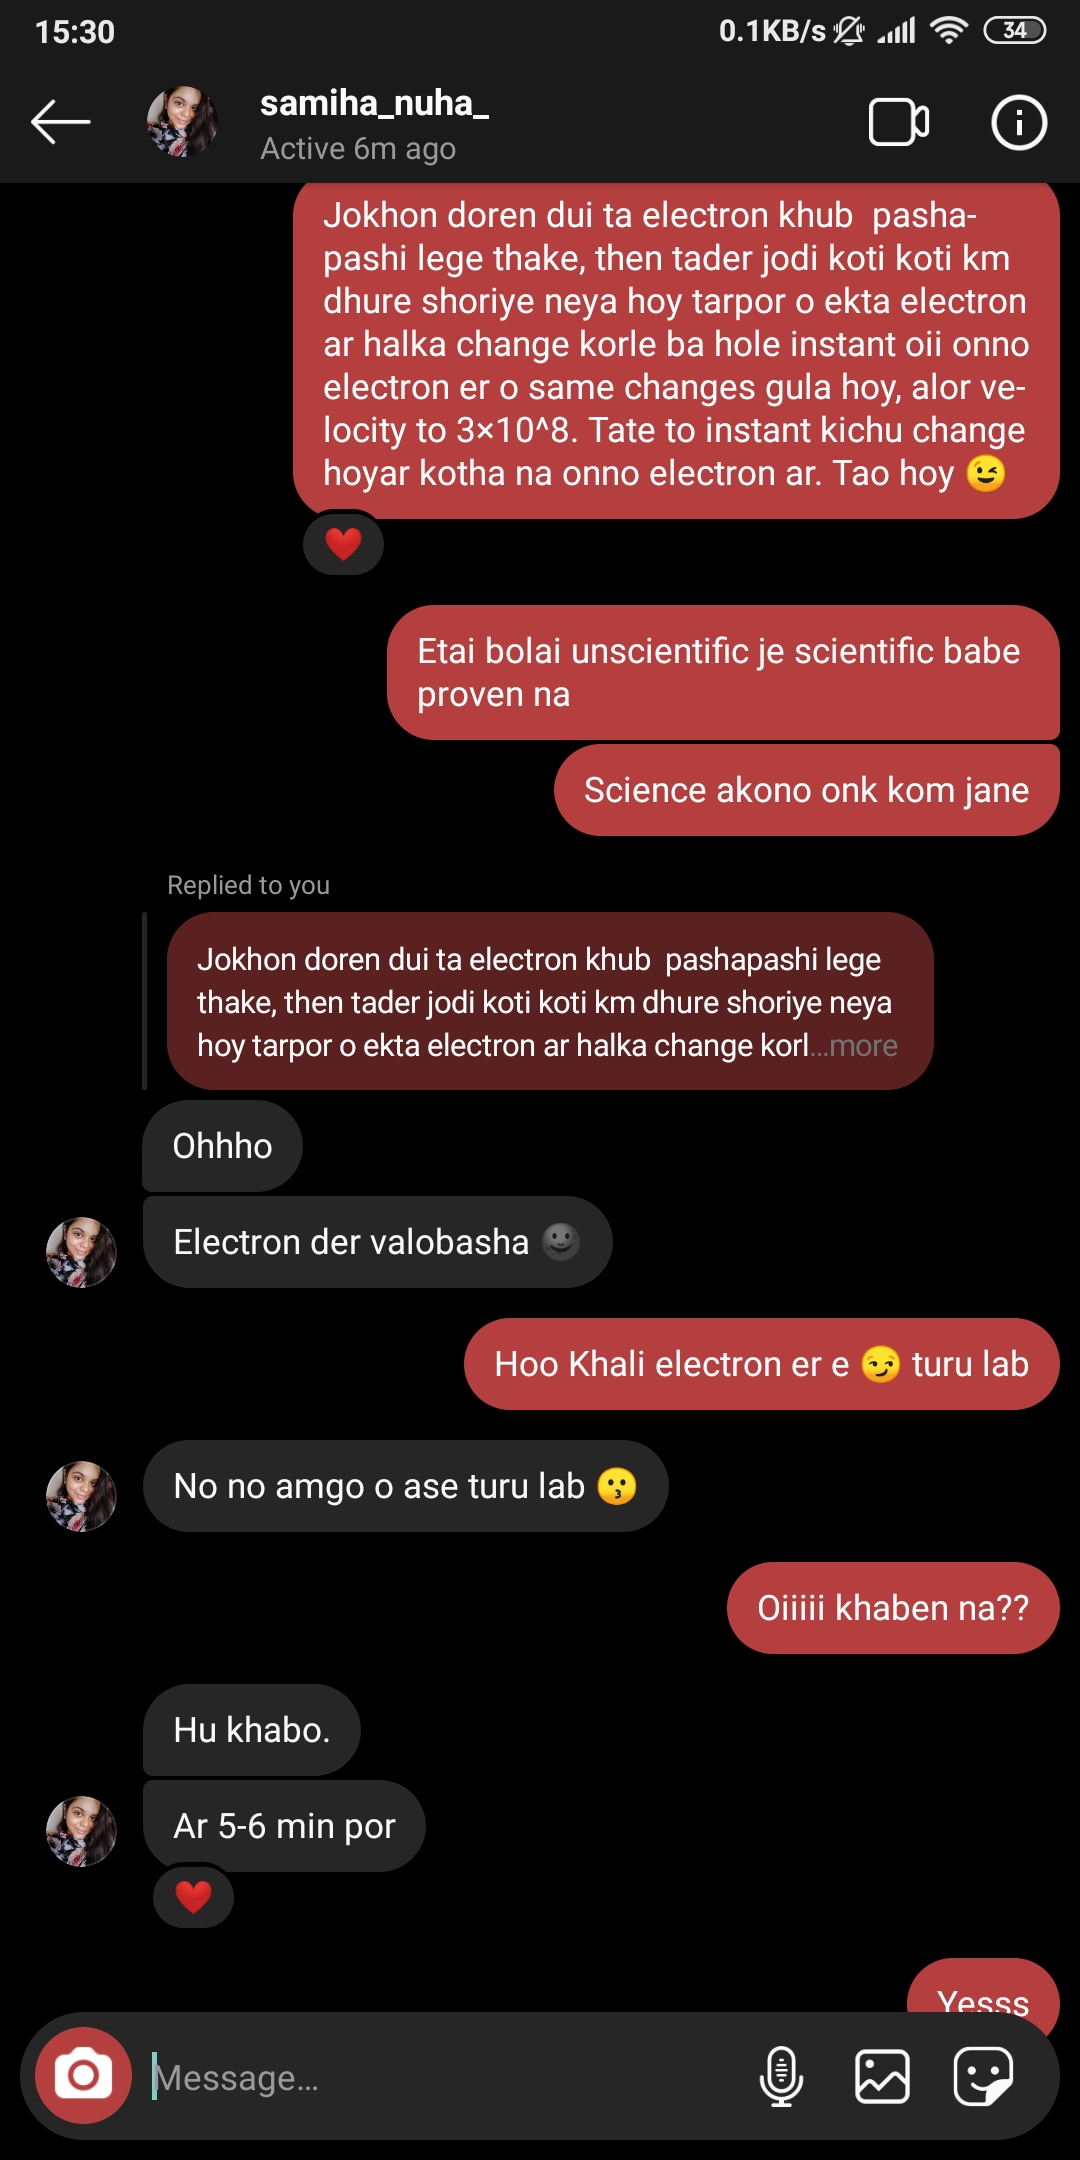 15:30
0.1KB/s
34
samiha_nuha_
Active 6m ago
Jokhon doren dui ta electron khub  pasha-
pashi lege thake, then tader jodi koti koti km
dhure shoriye neya hoy tarpor o ekta electron
ar halka change korle ba hole instant oii onno
electron er o same changes gula hoy, alor ve-
locity to 3×10^8. Tate to instant kichu change
hoyar kotha na onno electron ar. Tao hoy 😉
❤️
Etai bolai unscientific je scientific babe
proven na
Science akono onk kom jane
Replied to you
Jokhon doren dui ta electron khub  pashapashi lege
thake, then tader jodi koti koti km dhure shoriye neya
hoy tarpor o ekta electron ar halka change korl...more
Ohhho
Electron der valobasha 🌚
Hoo Khali electron er e 😏 turu lab
No no amgo o ase turu lab 😗
Oiiiii khaben na??
Hu khabo.
Ar 5-6 min por
❤️
Yesss
Message...